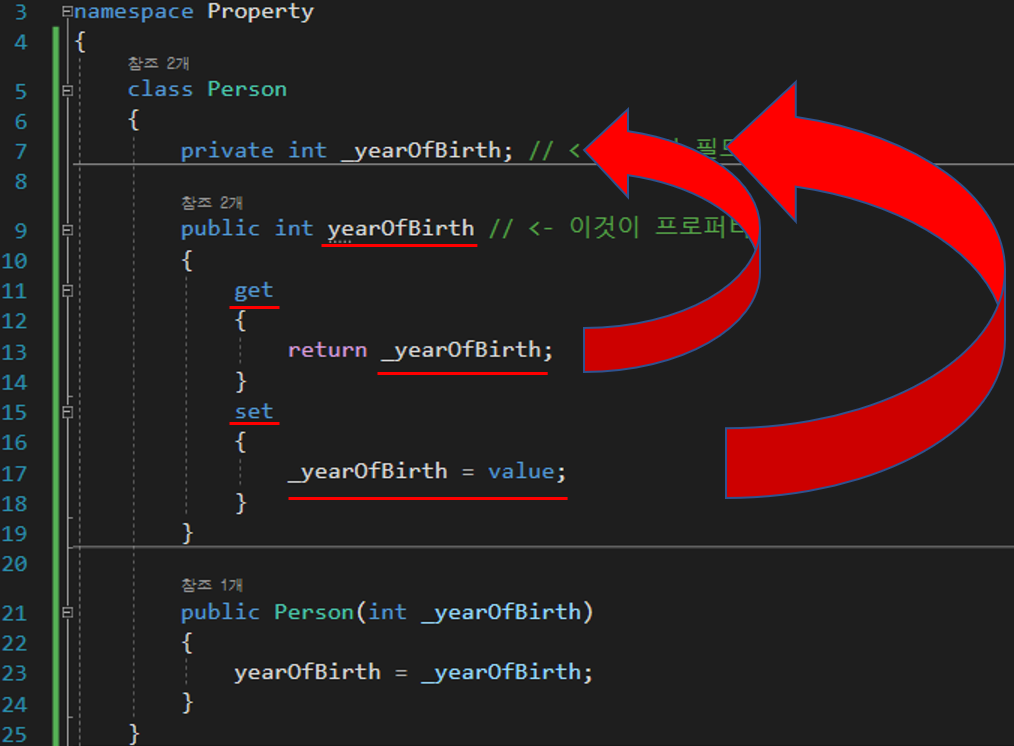 3 namespace Property
4 {
참조 2개
5 class Person
6 {
7 private int _yearOfBirth; // <
8
참조 2개
9 public int yearOfBirth // <- 이것이 프로퍼티
10 {
11 get
12 {
13 return _yearOfBirth;
14 }
15 set
16 {
17 _yearOfBirth = value;
18 }
19 }
20
참조 1개
21 public Person(int _yearOfBirth)
22 {
23 yearOfBirth = _yearOfBirth;
24 }
25 }